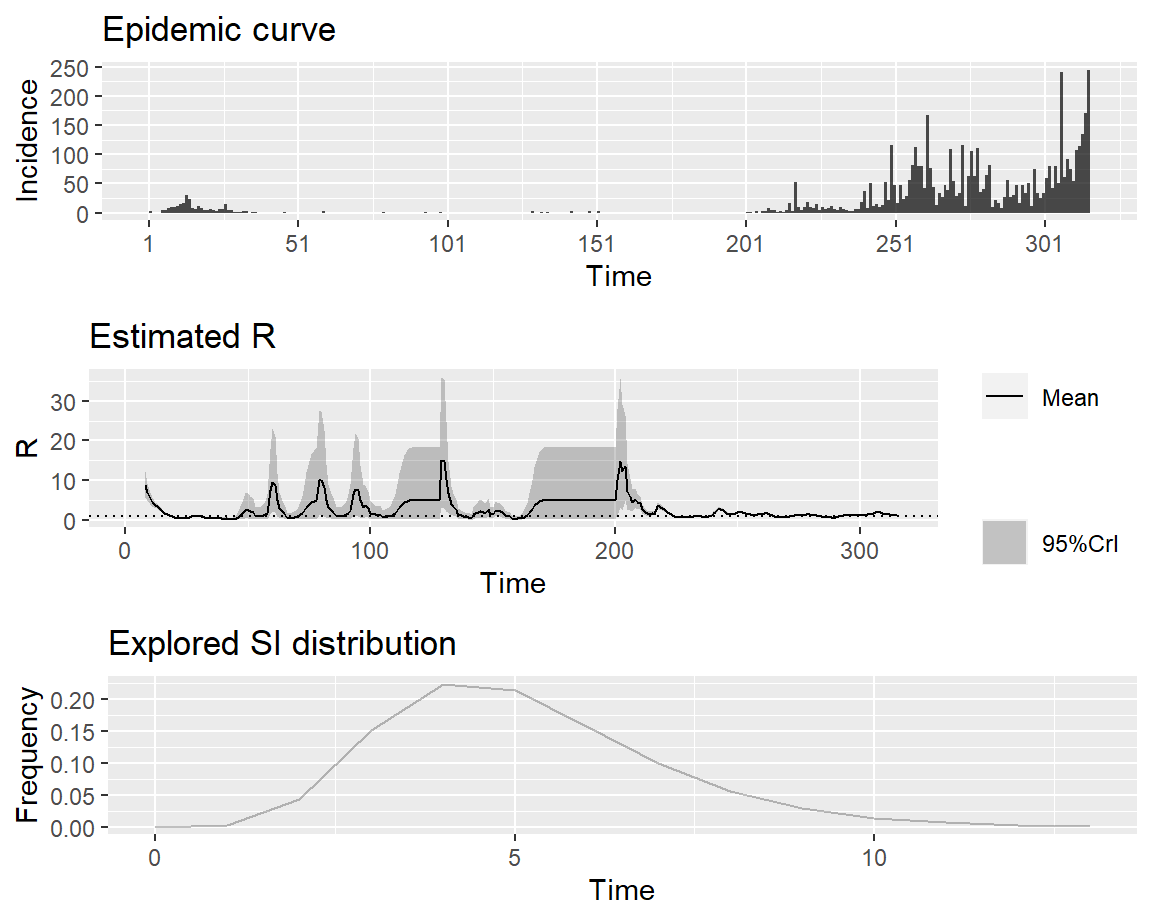 Epidemic curve
250
200
150
100
50
0
Incidence
1 51 101 151 201 251 301
Time
Estimated R
30
20
10
0
R
0 100 200 300
Time
Mean
95%CrI
Explored SI distribution
0.20
0.15
0.10
0.05
0.00
Frequency
0 5 10
Time